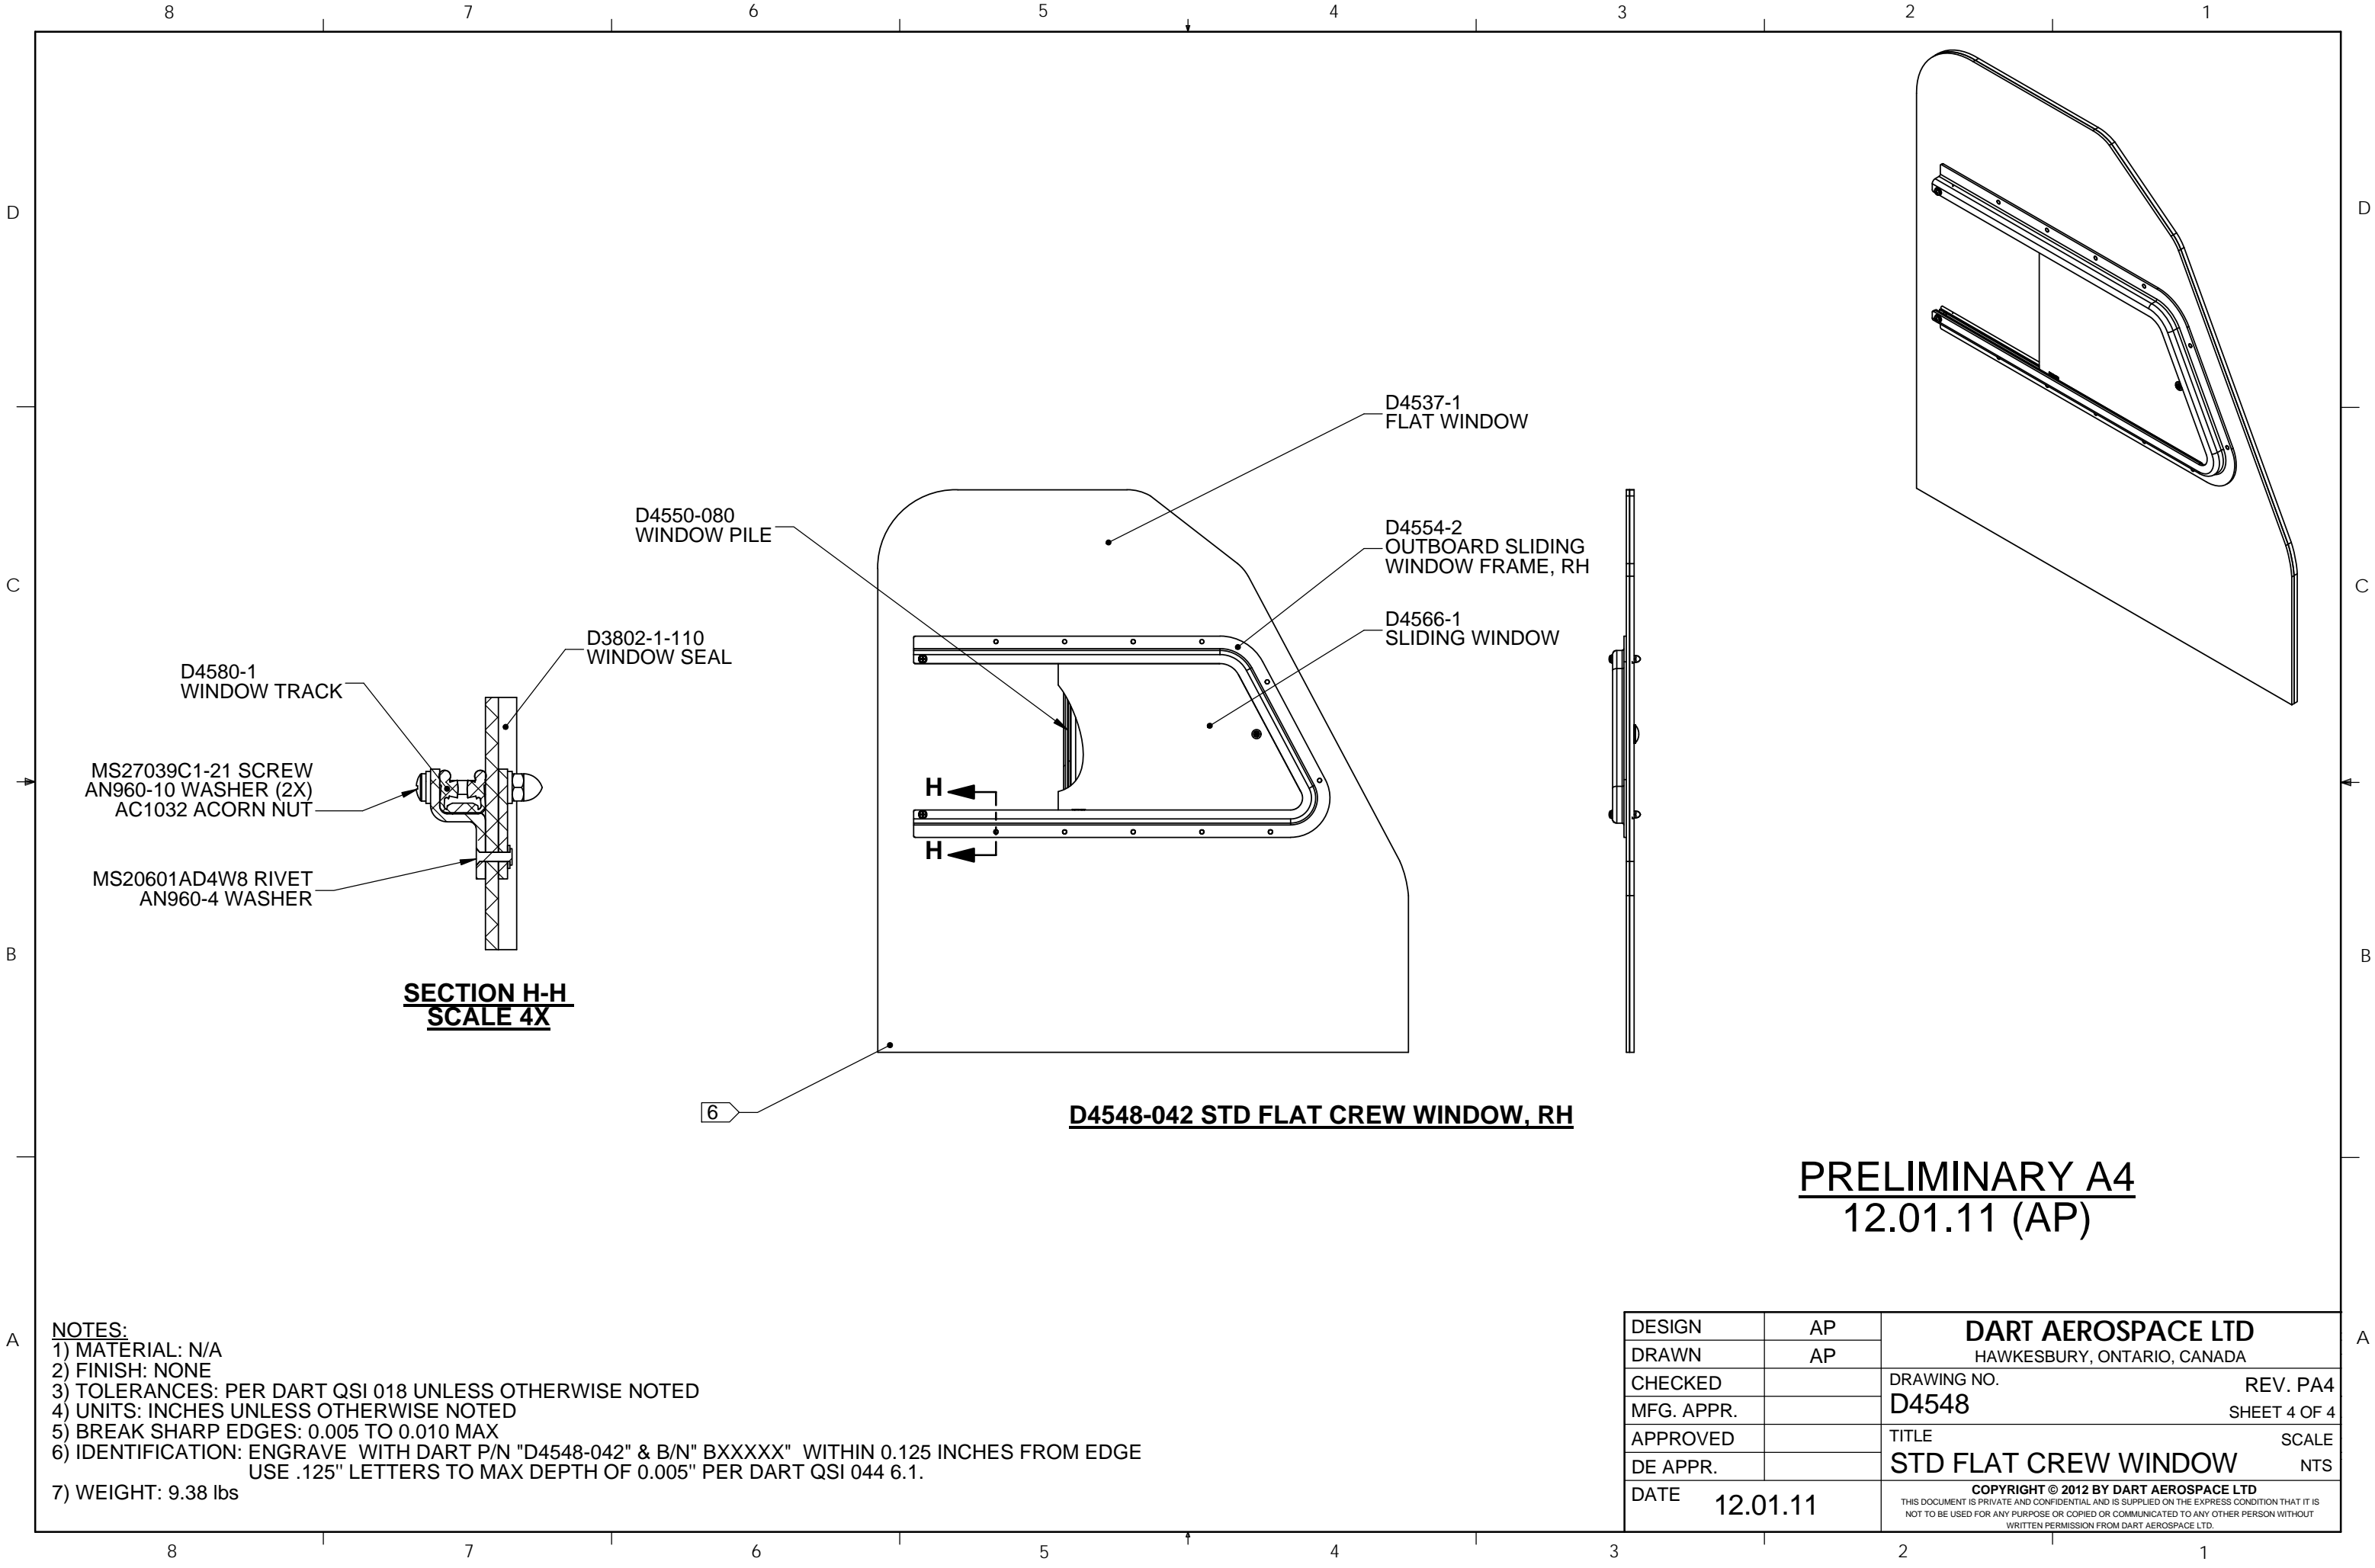 8 7 6 5 4 3 2 1
D D
C C
B B
A A
D4537-1
FLAT WINDOW
D4550-080
WINDOW PILE
D4554-2
OUTBOARD SLIDING
WINDOW FRAME, RH
D4566-1
SLIDING WINDOW
D3802-1-110
WINDOW SEAL
D4580-1
WINDOW TRACK
MS27039C1-21 SCREW
AN960-10 WASHER (2X)
AC1032 ACORN NUT
MS20601AD4W8 RIVET
AN960-4 WASHER
H
H
SECTION H-H
SCALE 4X
6
D4548-042 STD FLAT CREW WINDOW, RH
PRELIMINARY A4
12.01.11 (AP)
NOTES:
1) MATERIAL: N/A
2) FINISH: NONE
3) TOLERANCES: PER DART QSI 018 UNLESS OTHERWISE NOTED
4) UNITS: INCHES UNLESS OTHERWISE NOTED
5) BREAK SHARP EDGES: 0.005 TO 0.010 MAX
6) IDENTIFICATION: ENGRAVE WITH DART P/N "D4548-042" & B/N" BXXXXX" WITHIN 0.125 INCHES FROM EDGE
USE .125" LETTERS TO MAX DEPTH OF 0.005" PER DART QSI 044 6.1.
7) WEIGHT: 9.38 lbs
DESIGN AP
DRAWN AP
CHECKED
MFG. APPR.
APPROVED
DE APPR.
DATE 12.01.11
DART AEROSPACE LTD
HAWKESBURY, ONTARIO, CANADA
DRAWING NO. REV. PA4
D4548 SHEET 4 OF 4
TITLE SCALE
STD FLAT CREW WINDOW NTS
COPYRIGHT © 2012 BY DART AEROSPACE LTD
THIS DOCUMENT IS PRIVATE AND CONFIDENTIAL AND IS SUPPLIED ON THE EXPRESS CONDITION THAT IT IS
NOT TO BE USED FOR ANY PURPOSE OR COPIED OR COMMUNICATED TO ANY OTHER PERSON WITHOUT
WRITTEN PERMISSION FROM DART AEROSPACE LTD.
8 7 6 5 4 3 2 1